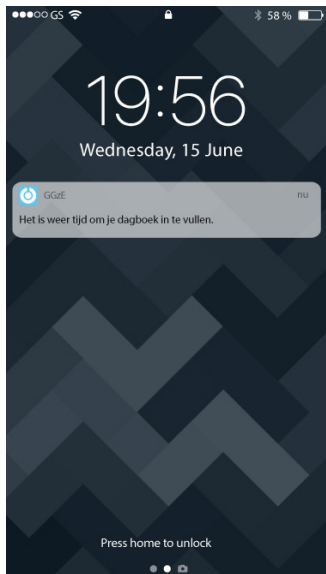 GS 58 %
19:56
Wednesday, 15 June
GGzE nu
Het is weer tijd om je dagboek in te vullen.
Press home to unlock